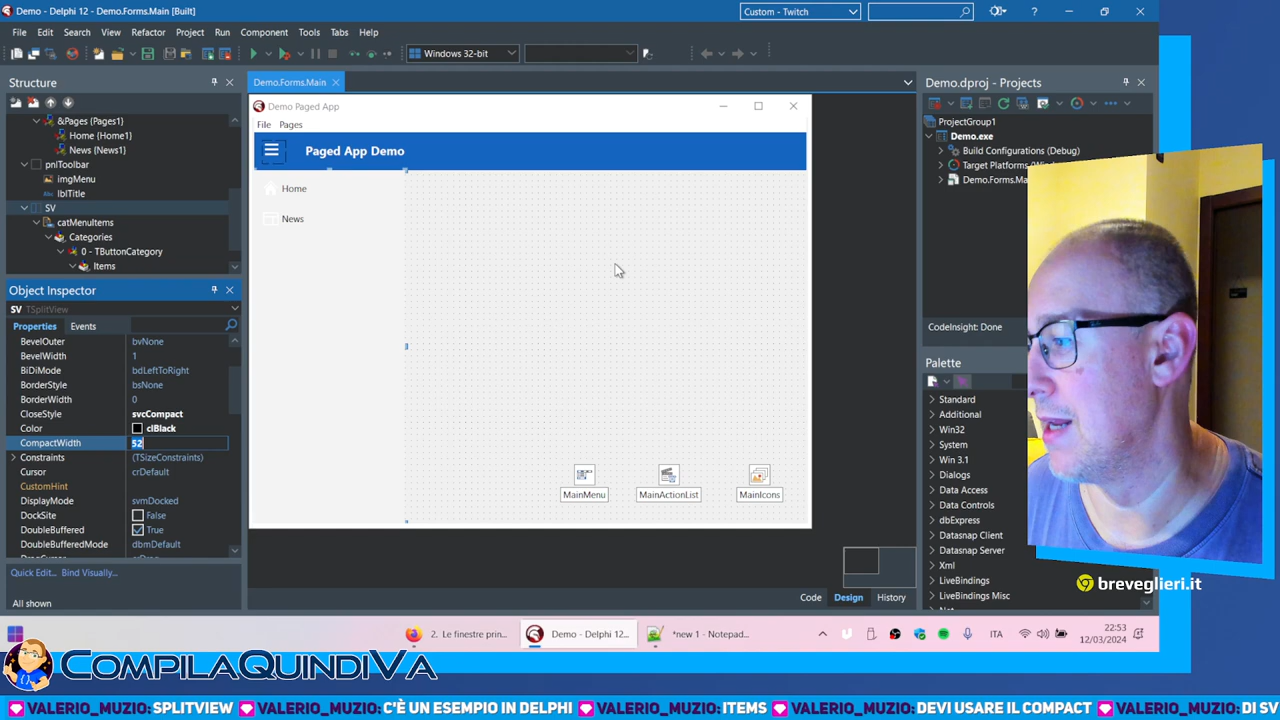 Demo - Delphi 12 - Demo.Forms.Main [Built]
Custom - Twitch
File Edit Search View Refactor Project Run Component Tools Tabs Help
Windows 32-bit
Structure
&Pages (Pages1)
Home (Home1)
News (News1)
pnlToolbar
imgMenu
lblTitle
SV
catMenuItems
Categories
0 - TButtonCategory
Items
Object Inspector
SV TSplitView
Properties Events
BevelOuter bvNone
BevelWidth 1
BiDiMode bdLeftToRight
BorderStyle bsNone
BorderWidth 0
CloseStyle svcCompact
Color clBlack
CompactWidth 52
Constraints (TSizeConstraints)
Cursor crDefault
CustomHint
DisplayMode svmDocked
DockSite False
DoubleBuffered True
DoubleBufferedMode dbmDefault
Quick Edit... Bind Visually...
All shown
Demo.Forms.Main
Demo Paged App
File Pages
Paged App Demo
Home
News
MainMenu MainActionList MainIcons
Code Design History
Demo.dproj - Projects
ProjectGroup1
Demo.exe
Build Configurations (Debug)
Target Platforms (Win
Demo.Forms.Ma
CodeInsight: Done
Palette
Standard
Additional
Win32
System
Win 3.1
Dialogs
Data Access
Data Controls
dbExpress
Datasnap Client
Datasnap Server
Xml
LiveBindings
LiveBindings Misc
breveglieri.it
2. Le finestre prin... Demo - Delphi 12... *new 1 - Notepad...
ITA
22:53
12/03/2024
COMPILAQUINDIVA
VALERIO_MUZIO: SPLITVIEW VALERIO_MUZIO: C'È UN ESEMPIO IN DELPHI VALERIO_MUZIO: ITEMS VALERIO_MUZIO: DEVI USARE IL COMPACT VALERIO_MUZIO: DI SV